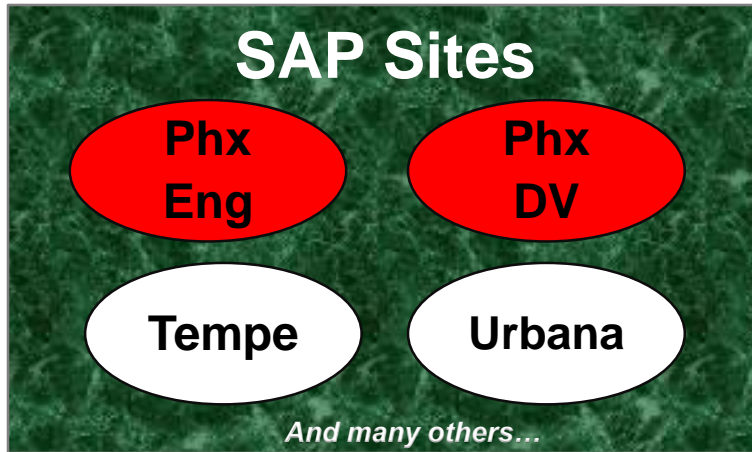 SAP Sites
Phx
Eng
Phx
DV
Tempe
Urbana
And many others…